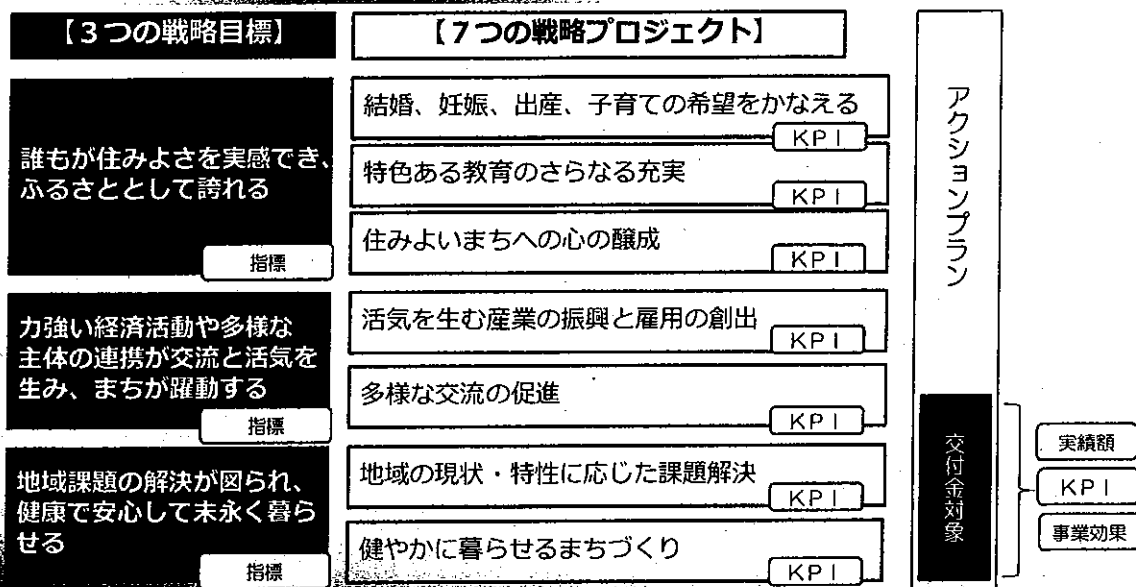 【３つの戦略目標】
【７つの戦略プロジェクト】
誰もが住みよさを実感でき、
ふるさととして誇れる
指標
結婚、妊娠、出産、子育ての希望をかなえる
ＫＰＩ
特色ある教育のさらなる充実
ＫＰＩ
住みよいまちへの心の醸成
ＫＰＩ
力強い経済活動や多様な
主体の連携が交流と活気を
生み、まちが躍動する
指標
活気を生む産業の振興と雇用の創出
ＫＰＩ
多様な交流の促進
ＫＰＩ
地域課題の解決が図られ、
健康で安心して末永く暮ら
せる
指標
地域の現状・特性に応じた課題解決
ＫＰＩ
健やかに暮らせるまちづくり
ＫＰＩ
アクションプラン
交付金対象
実績額
ＫＰＩ
事業効果